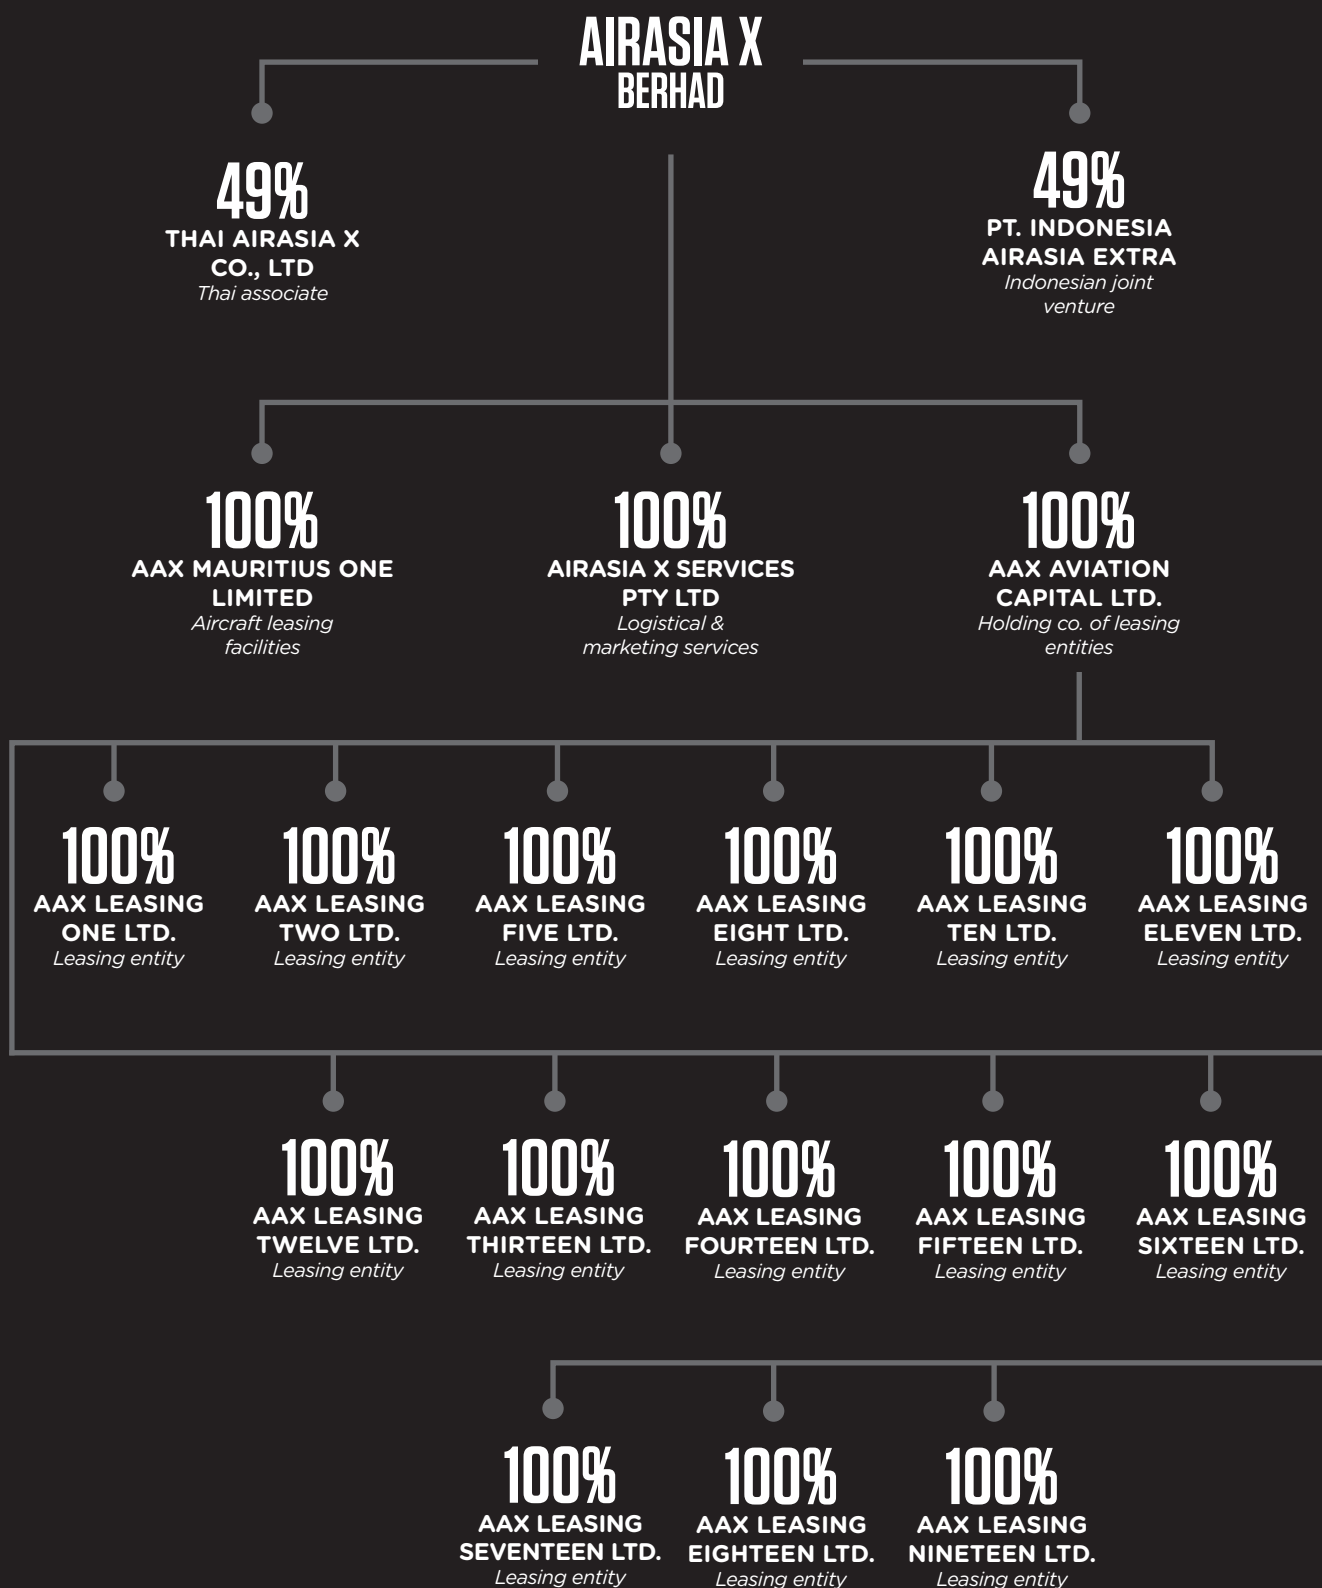 AIRASIA X
BERHAD
49%
THAI AIRASIA X
CO., LTD
Thai associate
49%
PT. INDONESIA
AIRASIA EXTRA
Indonesian joint
venture
100%
AAX MAURITIUS ONE
LIMITED
Aircraft leasing
facilities
100%
AIRASIA X SERVICES
PTY LTD
Logistical &
marketing services
100%
AAX AVIATION
CAPITAL LTD.
Holding co. of leasing
entities
100%
AAX LEASING
ONE LTD.
Leasing entity
100%
AAX LEASING
TWO LTD.
Leasing entity
100%
AAX LEASING
FIVE LTD.
Leasing entity
100%
AAX LEASING
EIGHT LTD.
Leasing entity
100%
AAX LEASING
TEN LTD.
Leasing entity
100%
AAX LEASING
ELEVEN LTD.
Leasing entity
100%
AAX LEASING
TWELVE LTD.
Leasing entity
100%
AAX LEASING
THIRTEEN LTD.
Leasing entity
100%
AAX LEASING
FOURTEEN LTD.
Leasing entity
100%
AAX LEASING
FIFTEEN LTD.
Leasing entity
100%
AAX LEASING
SIXTEEN LTD.
Leasing entity
100%
AAX LEASING
SEVENTEEN LTD.
Leasing entity
100%
AAX LEASING
EIGHTEEN LTD.
Leasing entity
100%
AAX LEASING
NINETEEN LTD.
Leasing entity